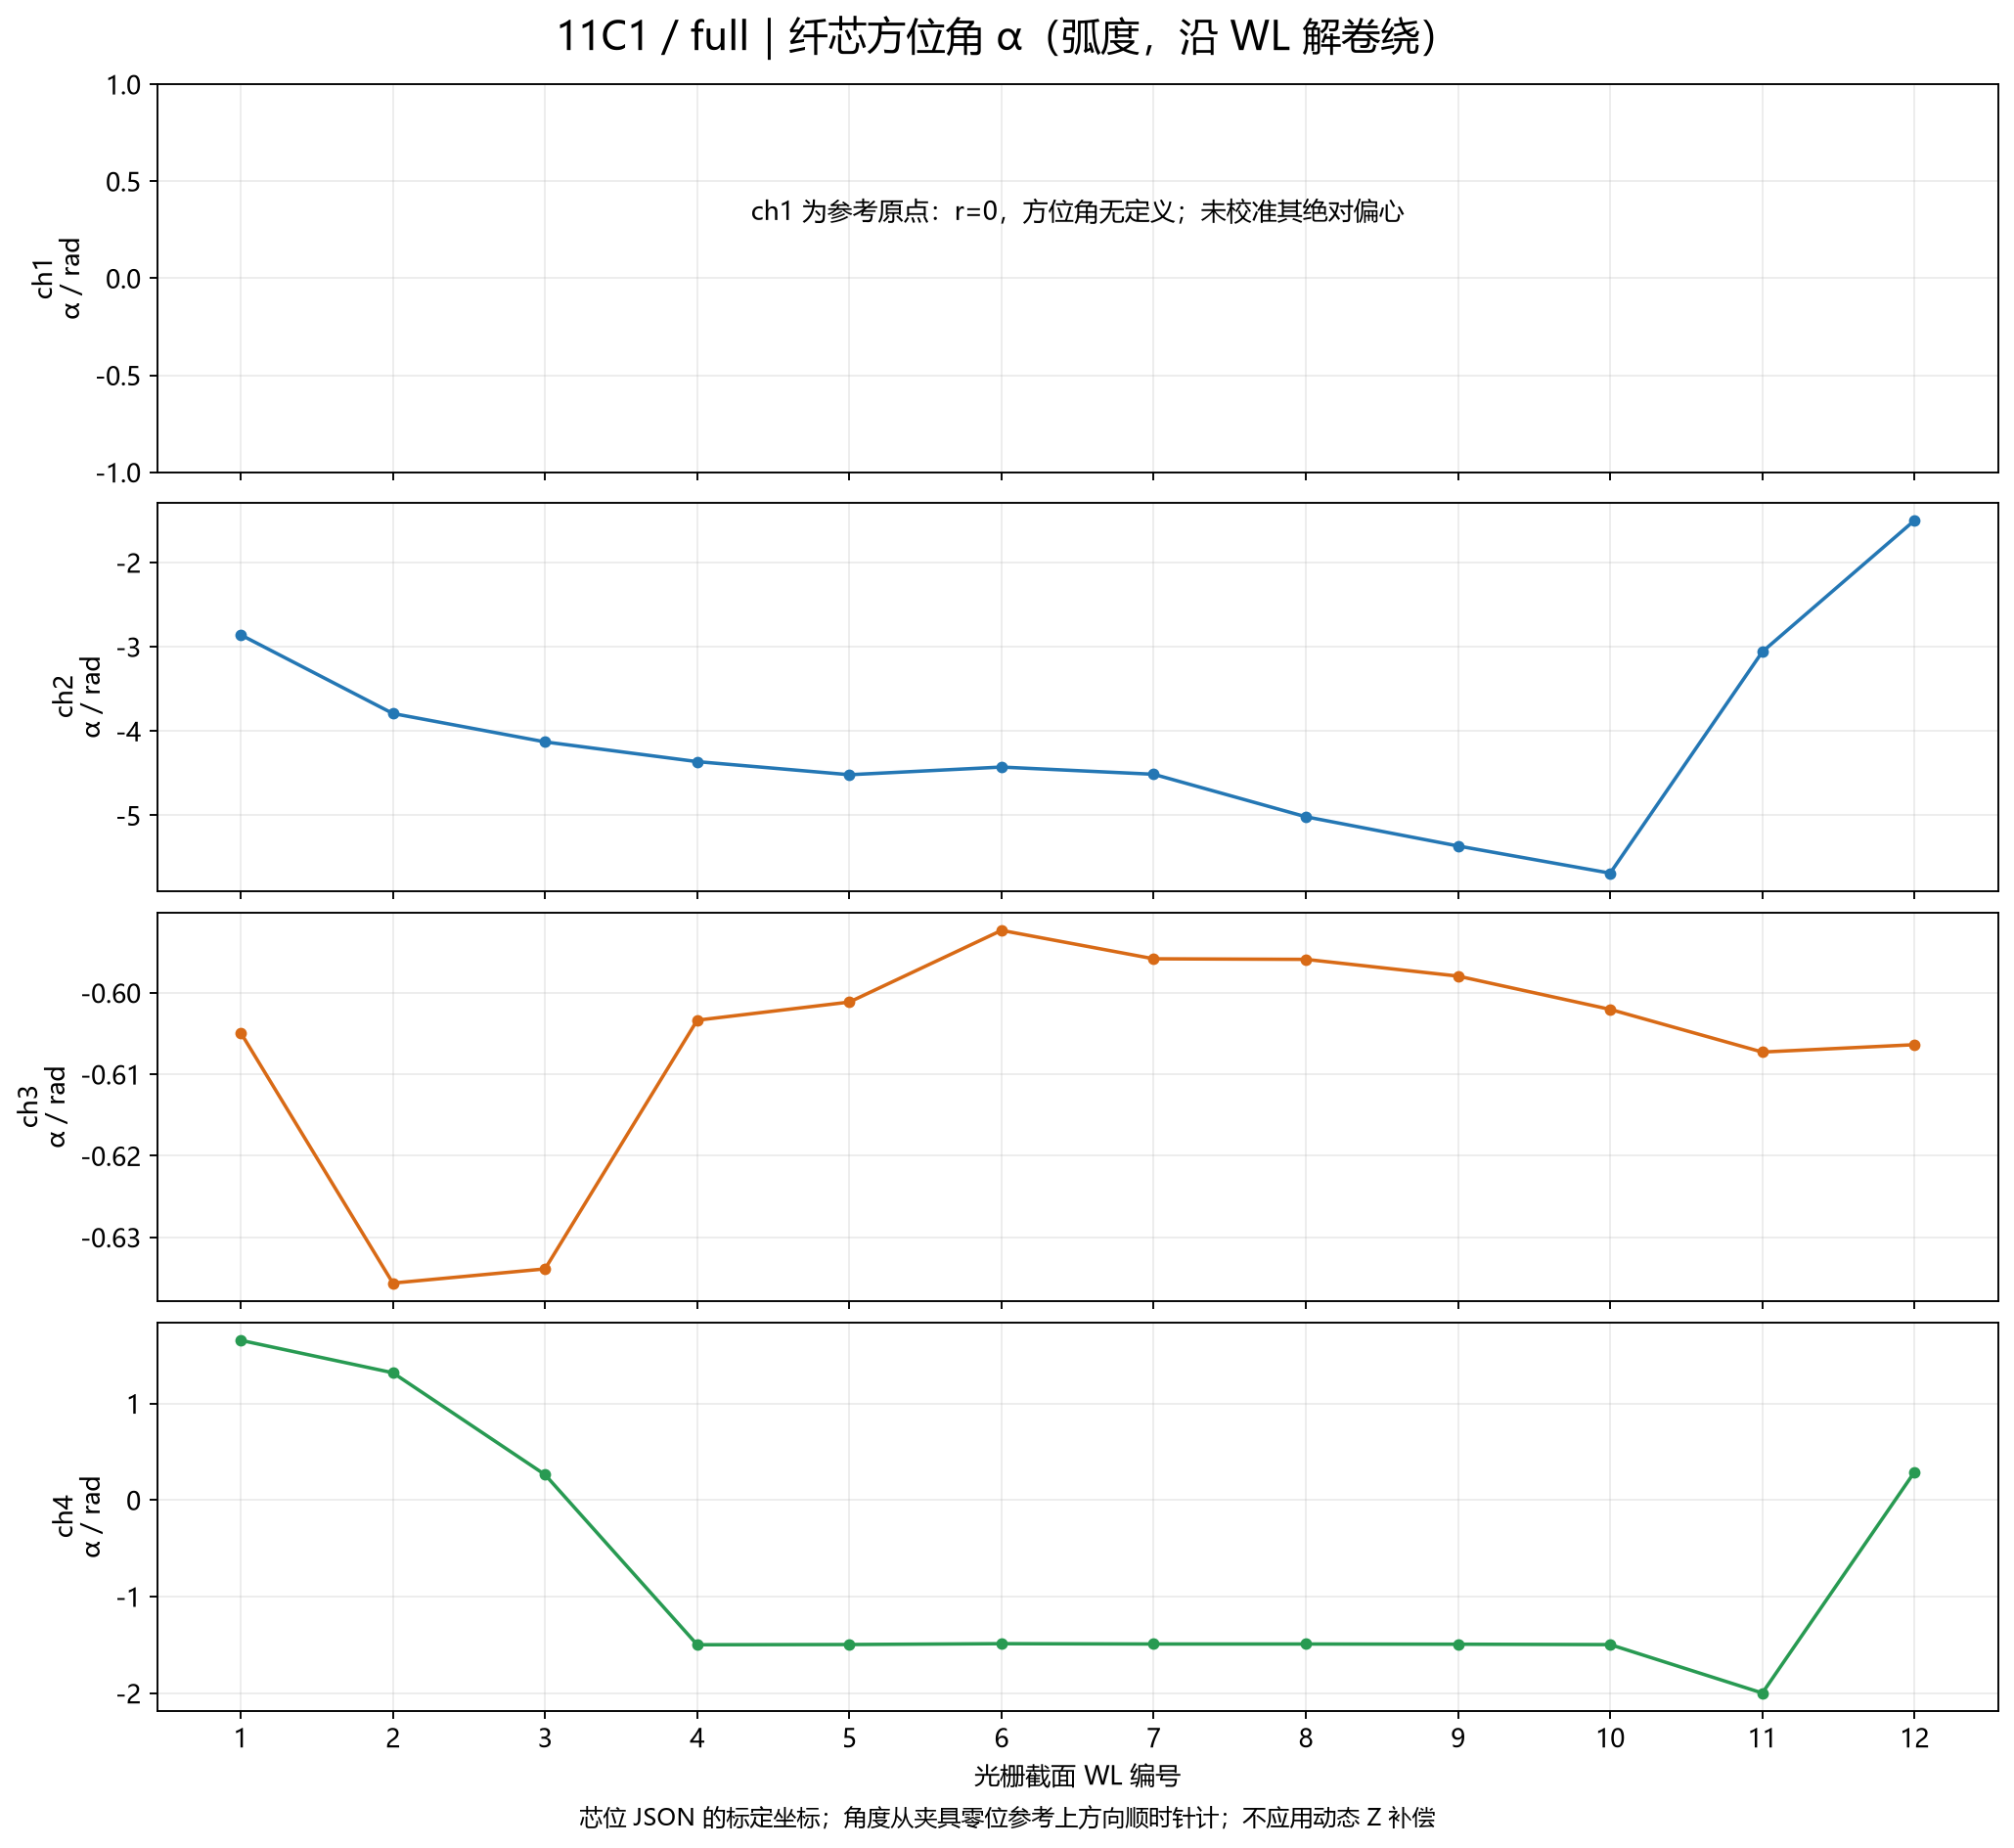 11C1 / full | 纤芯方位角 α（弧度，沿 WL 解卷绕）
1.0
0.5
0.0
-0.5
-1.0
ch1
α / rad
ch1 为参考原点：r=0，方位角无定义；未校准其绝对偏心
-2
-3
-4
-5
ch2
α / rad
-0.60
-0.61
-0.62
-0.63
ch3
α / rad
1
0
-1
-2
ch4
α / rad
1 2 3 4 5 6 7 8 9 10 11 12
光栅截面 WL 编号
芯位 JSON 的标定坐标；角度从夹具零位参考上方向顺时针计；不应用动态 Z 补偿